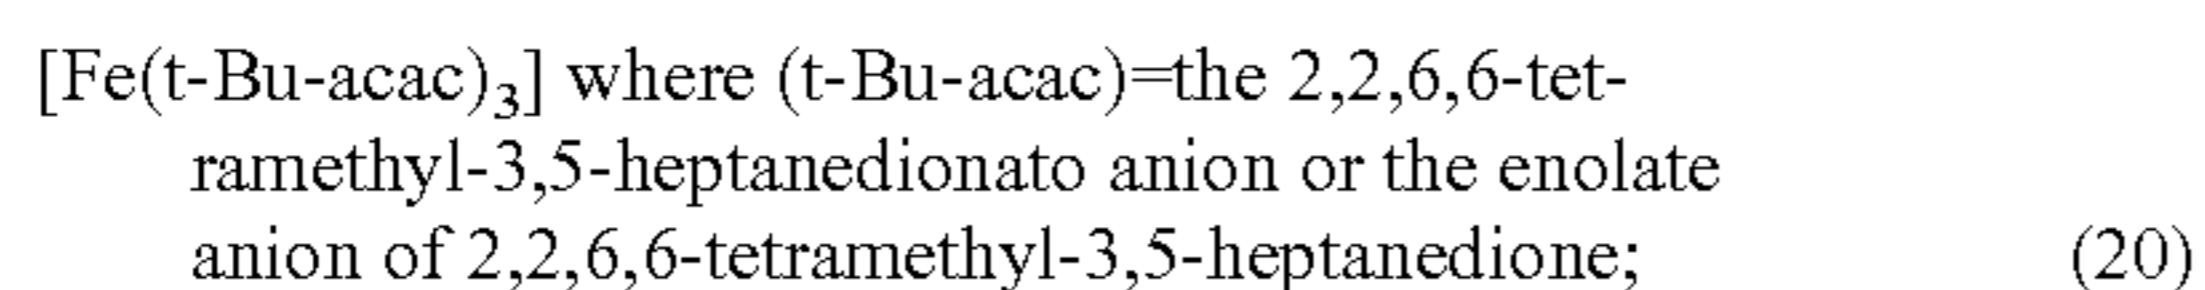 [Fe(t-Bu-acac)₃] where (t-Bu-acac)=the 2,2,6,6-tet-
ramethyl-3,5-heptanedionato anion or the enolate
anion of 2,2,6,6-tetramethyl-3,5-heptanedione; (20)